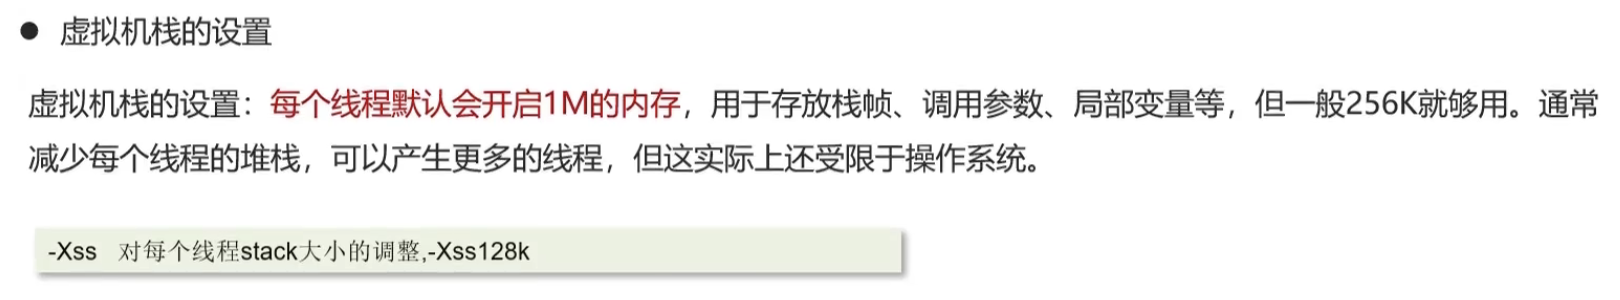 ● 虚拟机栈的设置
虚拟机栈的设置：每个线程默认会开启1M的内存，用于存放栈帧、调用参数、局部变量等，但一般256K就够用。通常
减少每个线程的堆栈，可以产生更多的线程，但这实际上还受限于操作系统。
-Xss 对每个线程stack大小的调整,-Xss128k